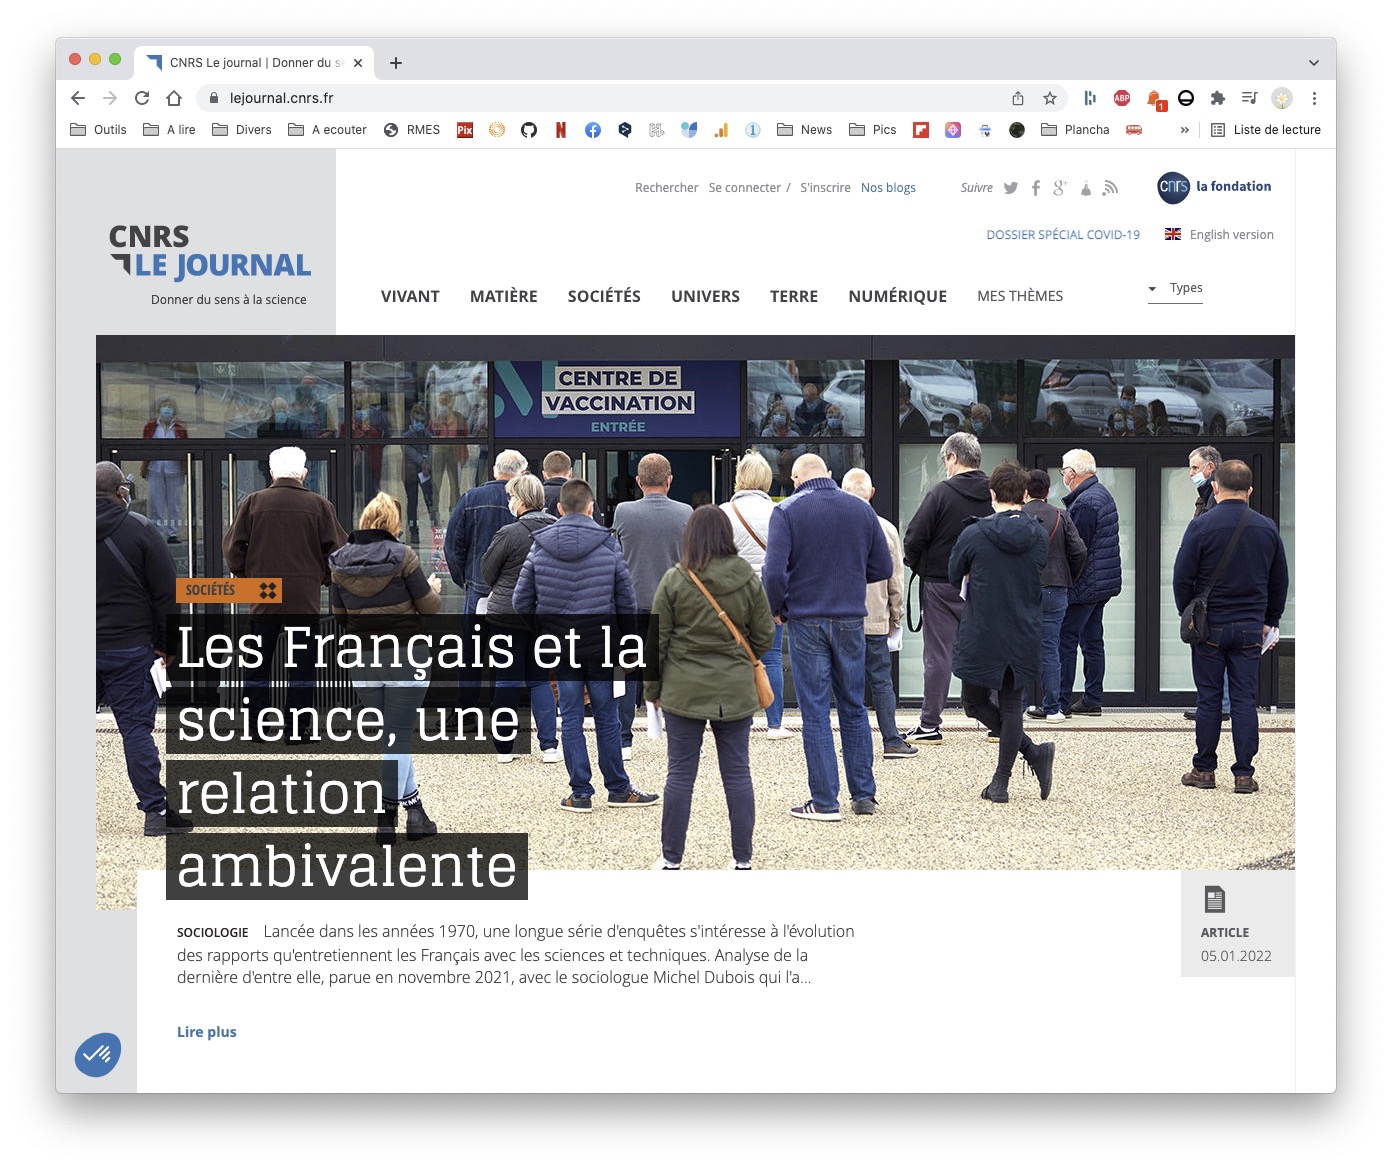 CNRS Le journal | Donner du se
lejournal.cnrs.fr
ABP
1
Outils A lire Divers A ecouter RMES Pix News Pics Plancha » Liste de lecture
Rechercher Se connecter / S'inscrire Nos blogs Suivre cnrs la fondation
DOSSIER SPÉCIAL COVID-19 English version
CNRS
LE JOURNAL
Donner du sens à la science
VIVANT MATIÈRE SOCIÉTÉS UNIVERS TERRE NUMÉRIQUE MES THÈMES Types
CENTRE DE
VACCINATION
ENTRÉE
SOCIÉTÉS
Les Français et la
science, une
relation
ambivalente
SOCIOLOGIE Lancée dans les années 1970, une longue série d'enquêtes s'intéresse à l'évolution
des rapports qu'entretiennent les Français avec les sciences et techniques. Analyse de la
dernière d'entre elle, parue en novembre 2021, avec le sociologue Michel Dubois qui l'a...
Lire plus
ARTICLE
05.01.2022